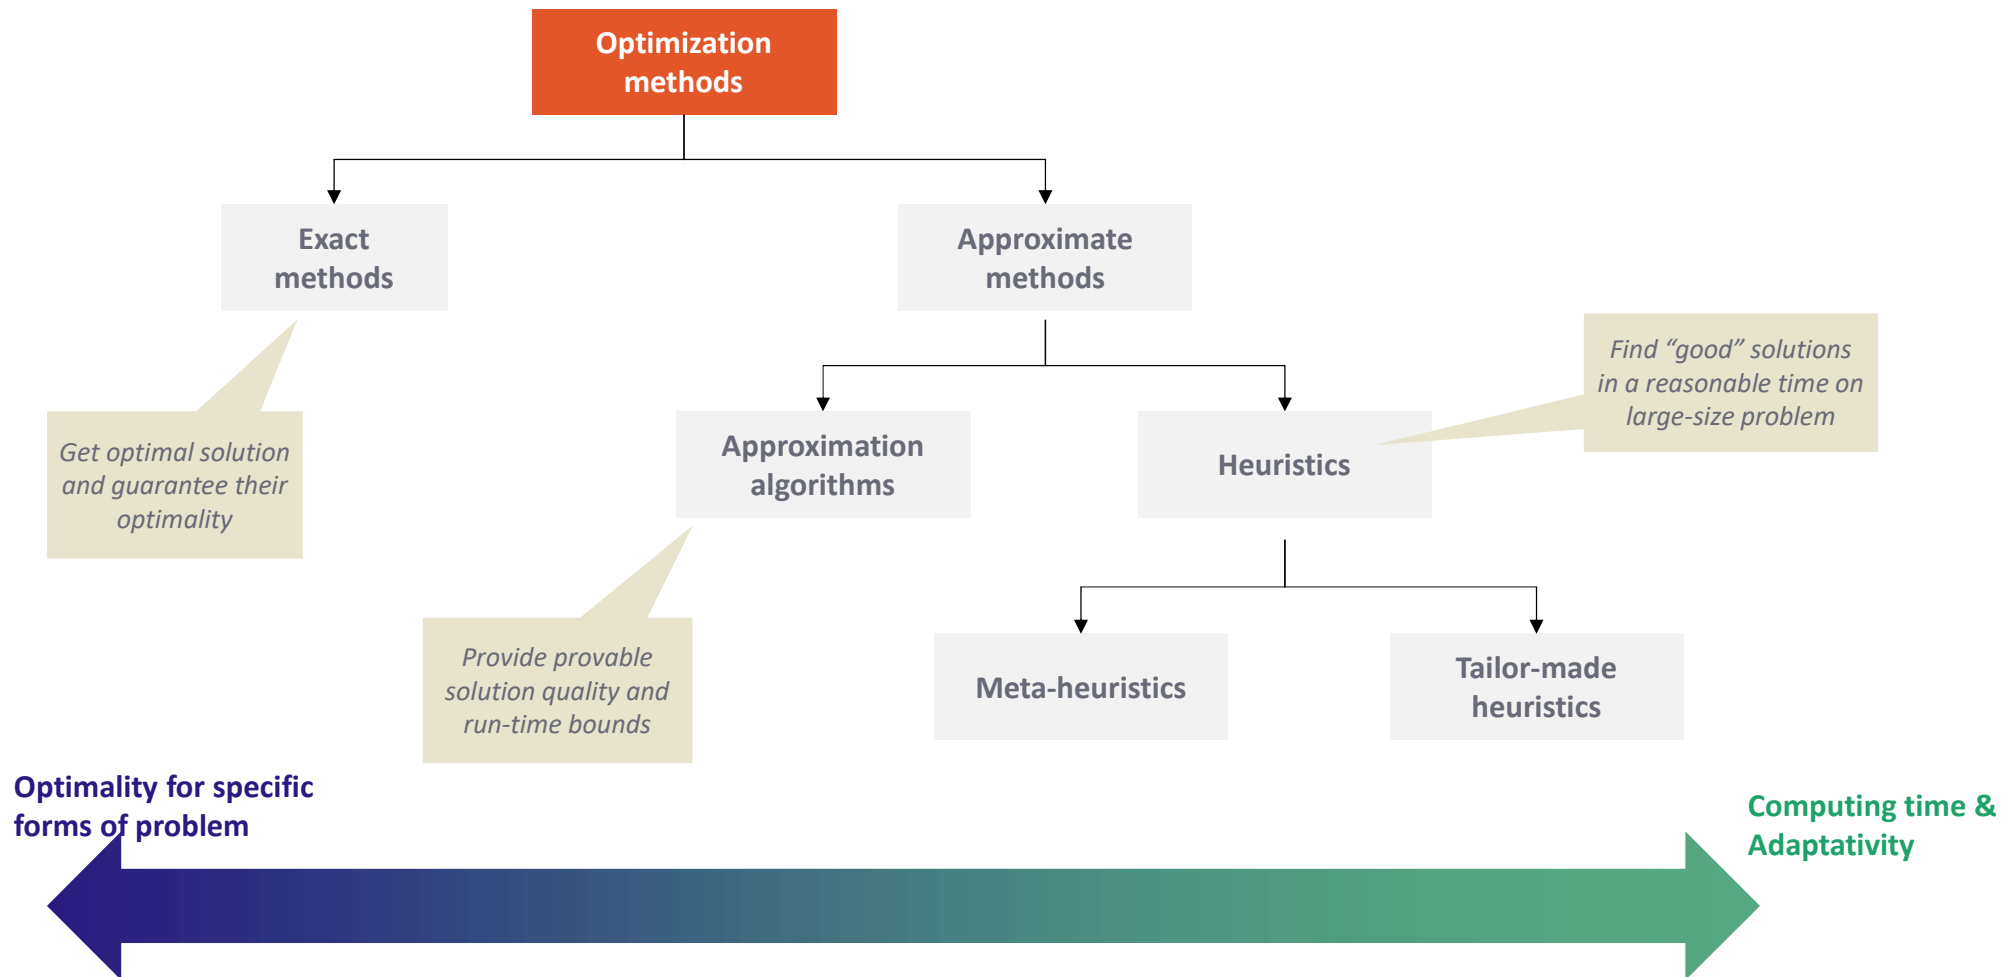 Optimization
methods
Exact
methods
Approximate
methods
Find “good” solutions
in a reasonable time on
large-size problem
Get optimal solution
and guarantee their
optimality
Approximation
algorithms
Heuristics
Provide provable
solution quality and
run-time bounds
Meta-heuristics
Tailor-made
heuristics
Optimality for specific
forms of problem
Computing time &
Adaptativity